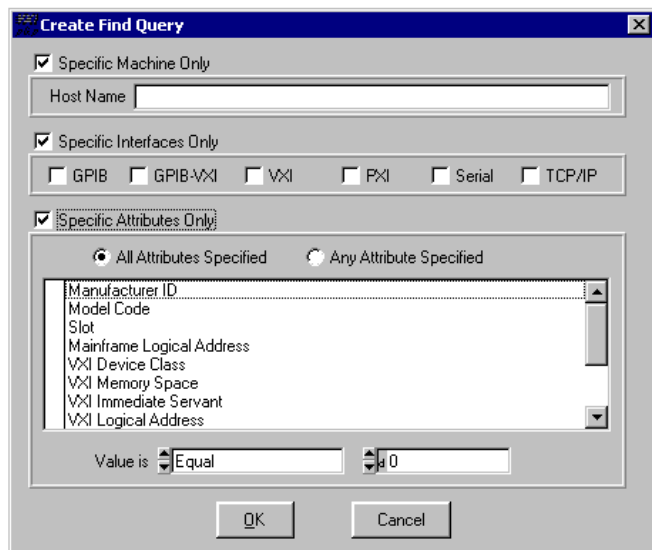 Create Find Query
Specific Machine Only
Host Name
Specific Interfaces Only
GPIB GPIB-VXI VXI PXI Serial TCP/IP
Specific Attributes Only
All Attributes Specified Any Attribute Specified
Manufacturer ID
Model Code
Slot
Mainframe Logical Address
VXI Device Class
VXI Memory Space
VXI Immediate Servant
VXI Logical Address
Value is Equal d 0
OK Cancel